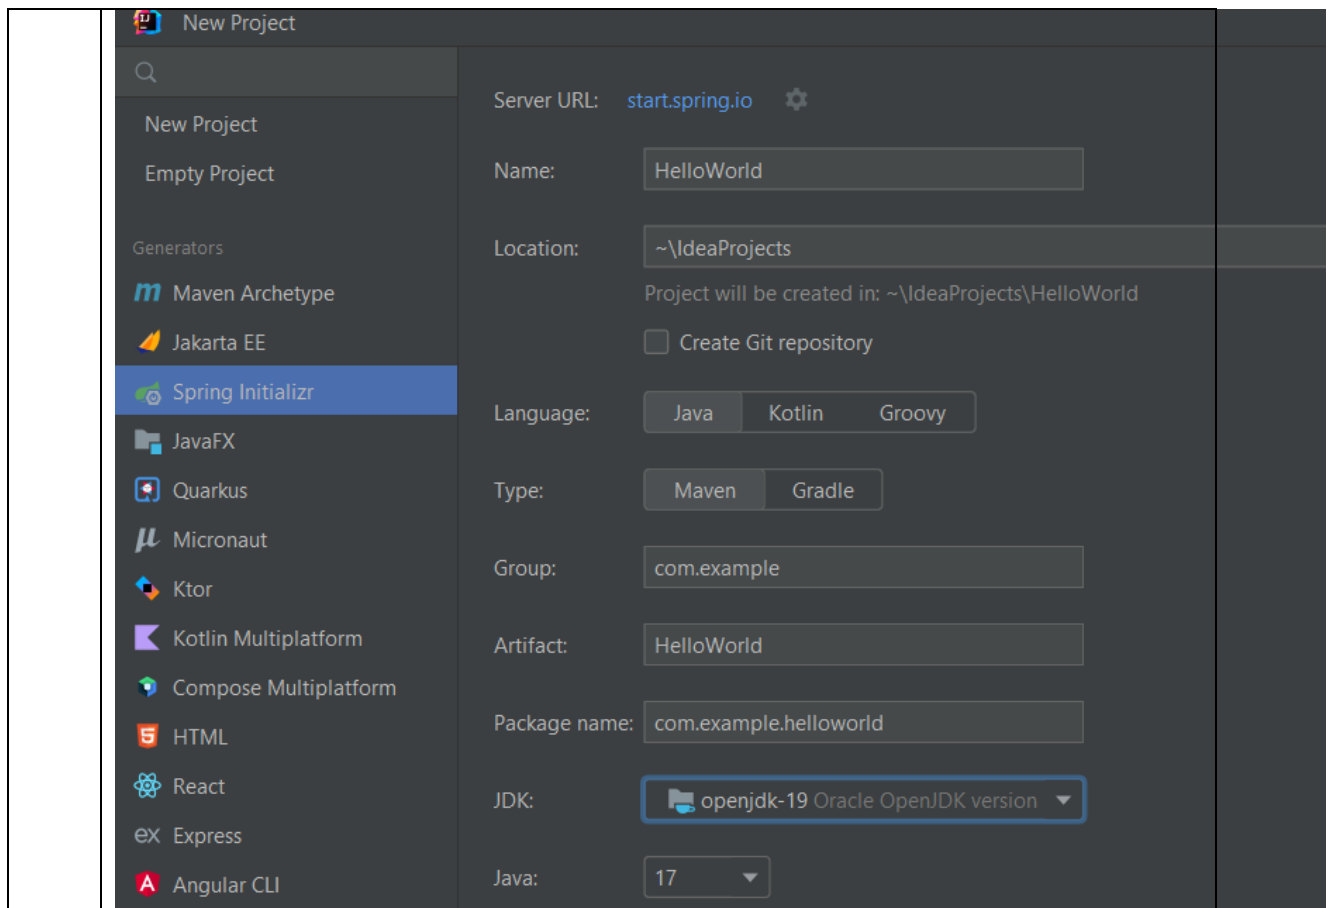 New Project
New Project
Empty Project
Generators
Maven Archetype
Jakarta EE
Spring Initializr
JavaFX
Quarkus
Micronaut
Ktor
Kotlin Multiplatform
Compose Multiplatform
HTML
React
ex Express
Angular CLI
Server URL: start.spring.io
Name: HelloWorld
Location: ~\IdeaProjects
Project will be created in: ~\IdeaProjects\HelloWorld
Create Git repository
Language: Java Kotlin Groovy
Type: Maven Gradle
Group: com.example
Artifact: HelloWorld
Package name: com.example.helloworld
JDK: openjdk-19 Oracle OpenJDK version
Java: 17